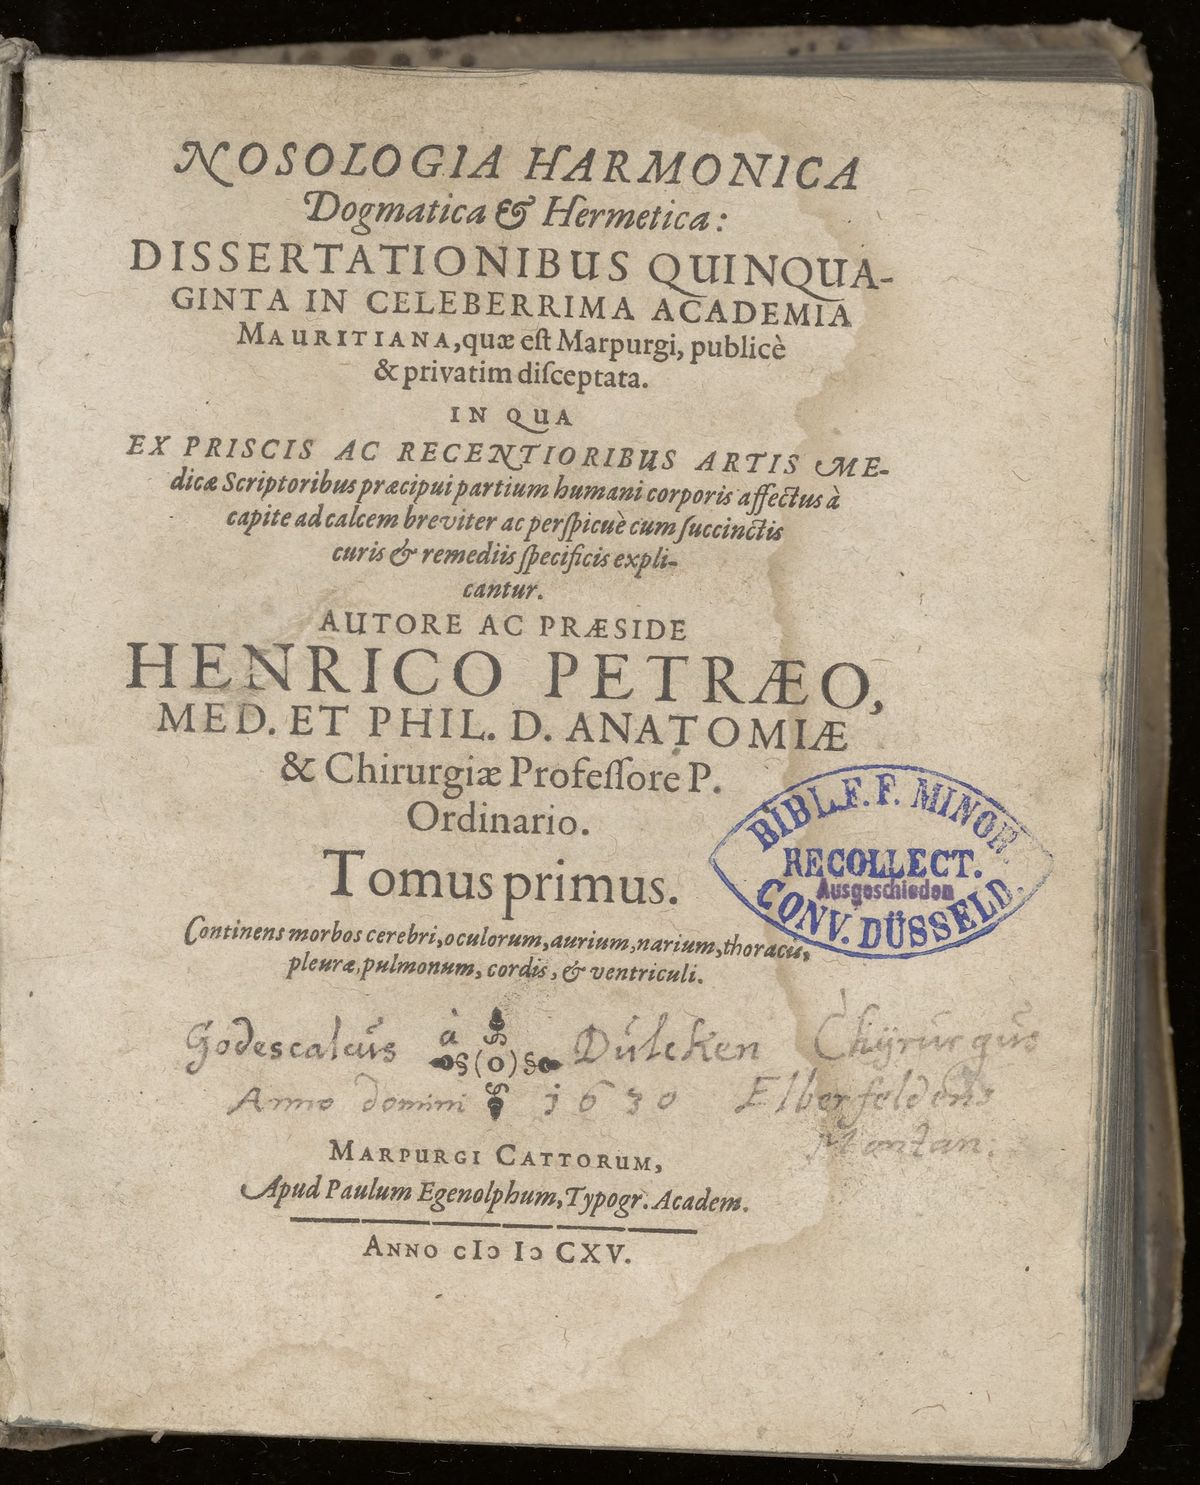 NOSOLOGIA HARMONICA
Dogmatica & Hermetica:
DISSERTATIONIBUS QUINQUA-
GINTA IN CELEBERRIMA ACADEMIA
MAURITIANA, quæ eſt Marpurgi, publicè
& privatim diſceptata.
IN QUA
EX PRISCIS AC RECENTIORIBUS ARTIS ME-
dicæ Scriptoribus præcipui partium humani corporis affectus à
capite ad calcem breviter ac perſpicuè cum ſuccinctis
curis & remediis ſpecificis expli-
cantur.
AUTORE AC PRÆSIDE
HENRICO PETRÆO,
MED. ET PHIL. D. ANATOMIÆ
& Chirurgiæ Profeſſore P.
Ordinario.
BIBL. F. F. MINOR.
RECOLLECT.
Ausgeschieden
CONV. DÜSSELD.
Tomus primus.
Continens morbos cerebri, oculorum, aurium, narium, thoracis,
pleuræ, pulmonum, cordis, & ventriculi.
Godescalcus à Dülcken Chÿrurgus
§(o)§
Anno domini 1630 Elberfeldens
Montan:
MARPURGI CATTORUM,
Apud Paulum Egenolphum, Typogr. Academ.
ANNO cIↄ Iↄ CXV.